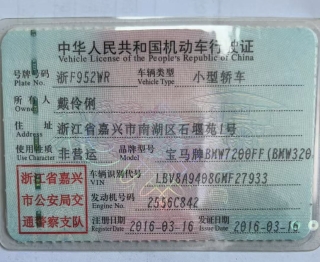 中华人民共和国机动车行驶证
Vehicle License of the People's Republic of China
号牌号码 浙F952WR 车辆类型 小型轿车
Plate No. Vehicle Type
所有人 戴伶俐
Owner
住址 浙江省嘉兴市南湖区石堰苑1号
Address
使用性质 非营运 品牌型号 宝马牌BMW7200FF(BMW320
Use Character Model
浙江省嘉兴 车辆识别代号 LBV8A9408GMF27933
VIN
市公安局交 发动机号码 2556C842
Engine No.
通警察支队 注册日期 2016-03-16 发证日期 2016-03-16
Register Date Issue Date